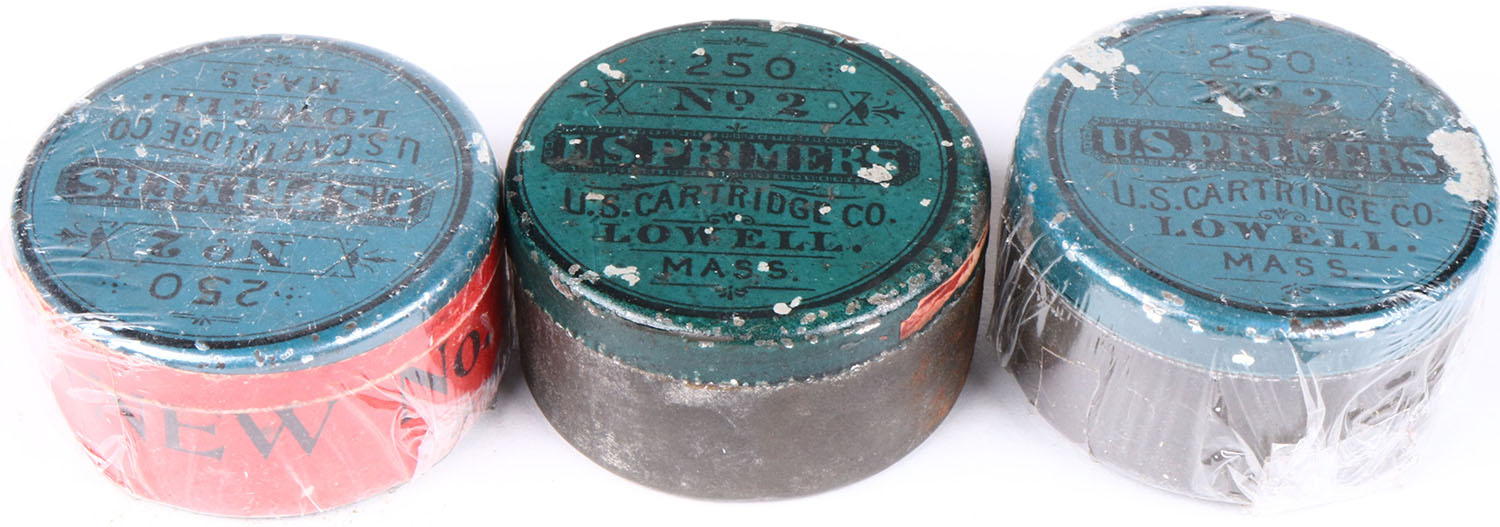 250
No 2
U.S. PRIMERS
U.S. CARTRIDGE CO
LOWELL.
MASS
NEW No.
250
No 2
U.S. PRIMERS
U.S. CARTRIDGE CO.
LOWELL.
MASS.
250
No 2
U.S. PRIMERS
U.S. CARTRIDGE CO.
LOWELL.
MASS